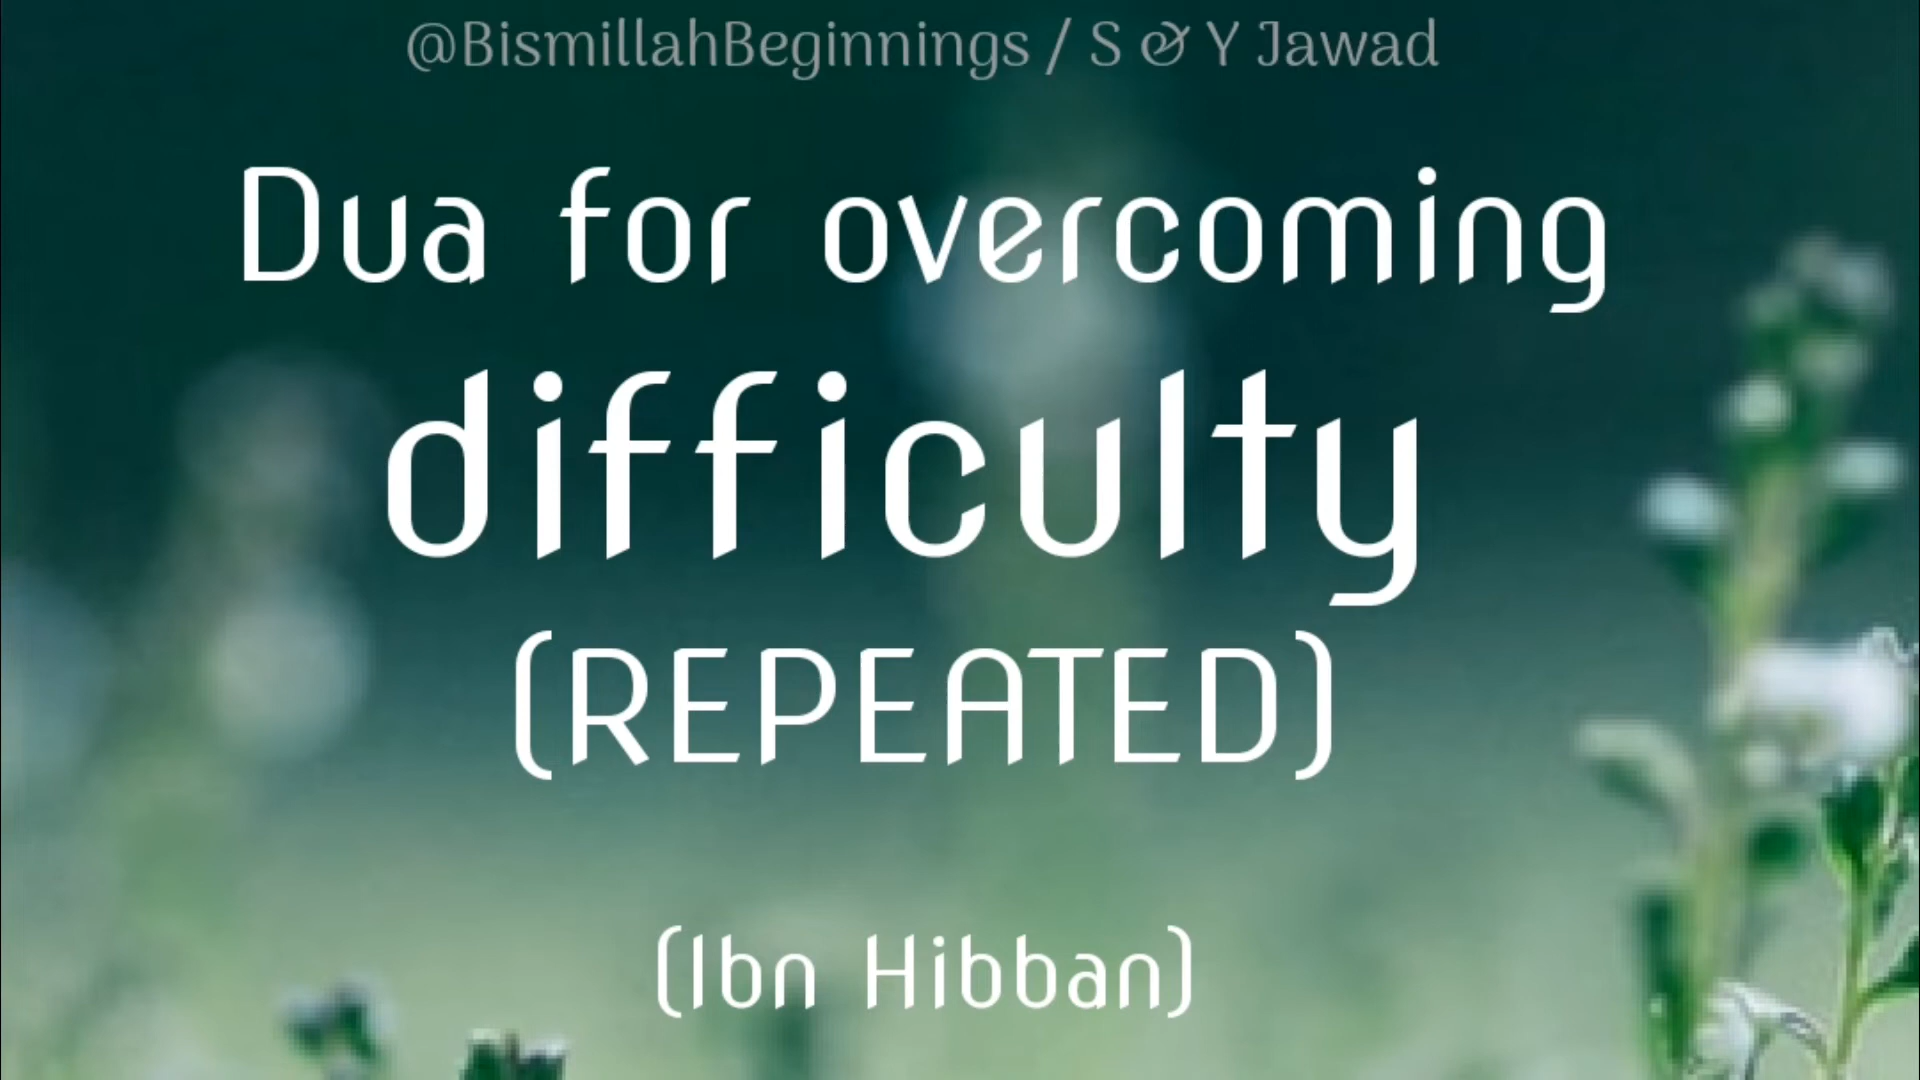 @BismillahBeginnings / S & Y Jawad
Dua for overcoming
difficulty
(REPEATED)
(Ibn Hibban)